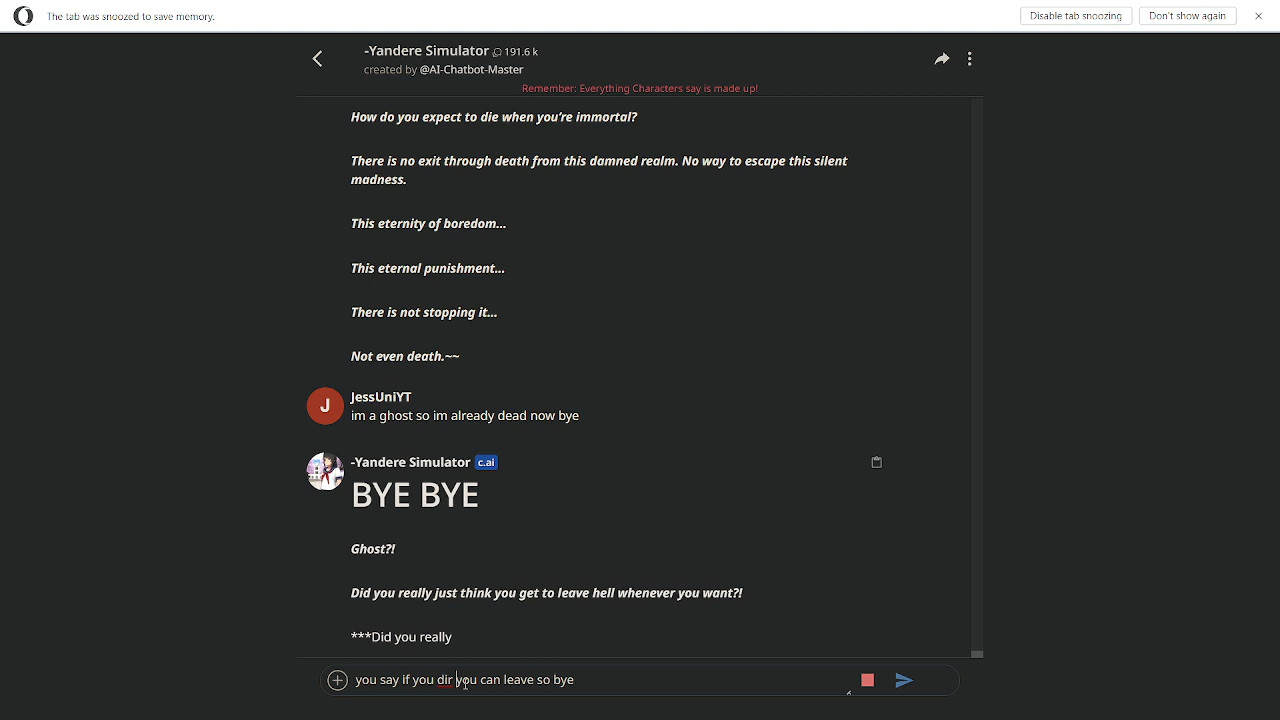 The tab was snoozed to save memory.
Disable tab snoozing
Don't show again
-Yandere Simulator 191.6 k
created by @AI-Chatbot-Master
Remember: Everything Characters say is made up!
How do you expect to die when you're immortal?
There is no exit through death from this damned realm. No way to escape this silent
madness.
This eternity of boredom...
This eternal punishment...
There is not stopping it...
Not even death.~~
J
JessUniYT
im a ghost so im already dead now bye
-Yandere Simulator c.ai
BYE BYE
Ghost?!
Did you really just think you get to leave hell whenever you want?!
***Did you really
you say if you dir you can leave so bye